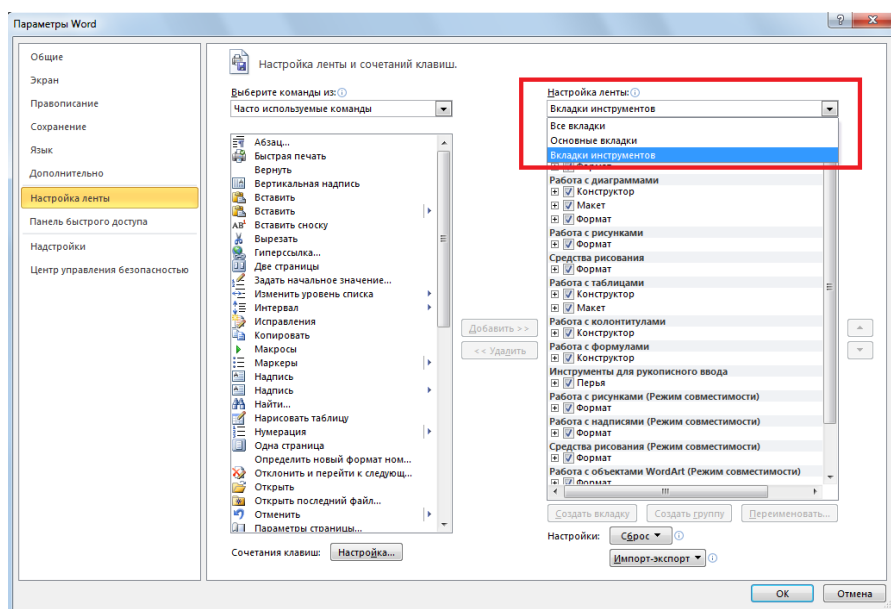 Параметры Word
Общие
Экран
Правописание
Сохранение
Язык
Дополнительно
Настройка ленты
Панель быстрого доступа
Надстройки
Центр управления безопасностью
Настройка ленты и сочетаний клавиш.
Выберите команды из:
Часто используемые команды
Абзац...
Быстрая печать
Вернуть
Вертикальная надпись
Вставить
Вставить
Вставить сноску
Вырезать
Гиперссылка...
Две страницы
Задать начальное значение...
Изменить уровень списка
Интервал
Исправления
Копировать
Макросы
Маркеры
Надпись
Надпись
Найти...
Нарисовать таблицу
Нумерация
Одна страница
Определить новый формат ном...
Отклонить и перейти к следующ...
Открыть
Открыть последний файл...
Отменить
Параметры страницы...
Сочетания клавиш: Настройка...
Добавить >>
<< Удалить
Настройка ленты:
Вкладки инструментов
Все вкладки
Основные вкладки
Вкладки инструментов
Формат
Работа с диаграммами
Конструктор
Макет
Формат
Работа с рисунками
Формат
Средства рисования
Формат
Работа с таблицами
Конструктор
Макет
Работа с колонтитулами
Конструктор
Работа с формулами
Конструктор
Инструменты для рукописного ввода
Перья
Работа с рисунками (Режим совместимости)
Формат
Работа с надписями (Режим совместимости)
Формат
Средства рисования (Режим совместимости)
Формат
Работа с объектами WordArt (Режим совместимости)
Формат
Создать вкладку Создать группу Переименовать...
Настройки: Сброс
Импорт-экспорт
ОК Отмена